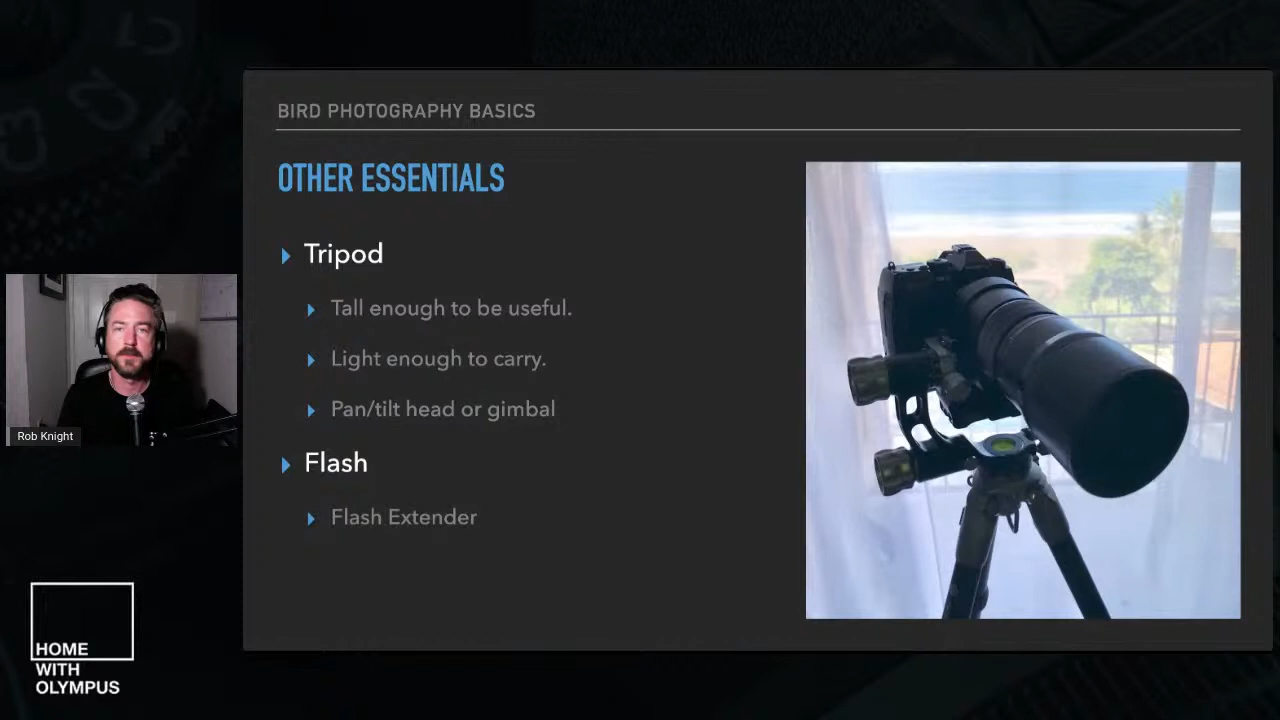 BIRD PHOTOGRAPHY BASICS
OTHER ESSENTIALS
Tripod
Tall enough to be useful.
Light enough to carry.
Pan/tilt head or gimbal
Flash
Flash Extender
Rob Knight
HOME
WITH
OLYMPUS